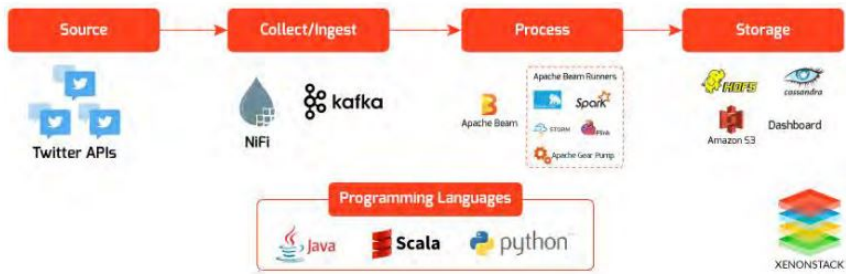 Source
Collect/Ingest
Process
Storage
Twitter APIs
NiFi
kafka
Apache Beam
Apache Beam Runners
Spark
STORM
Flink
Apache Gear Pump
HDFS
cassandra
Amazon S3
Dashboard
Programming Languages
Java
Scala
python
XENONSTACK